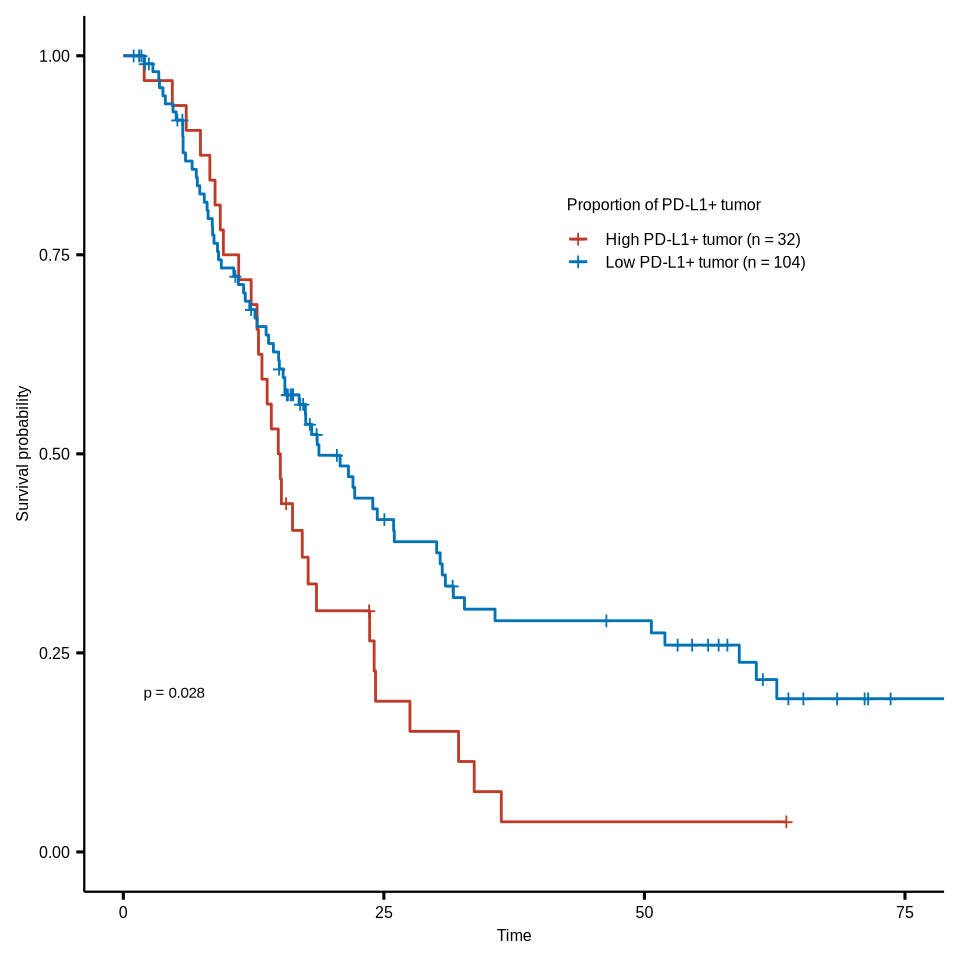 1.00
0.75
0.50
0.25
0.00
Survival probability
Proportion of PD-L1+ tumor
High PD-L1+ tumor (n = 32)
Low PD-L1+ tumor (n = 104)
p = 0.028
0 25 50 75
Time